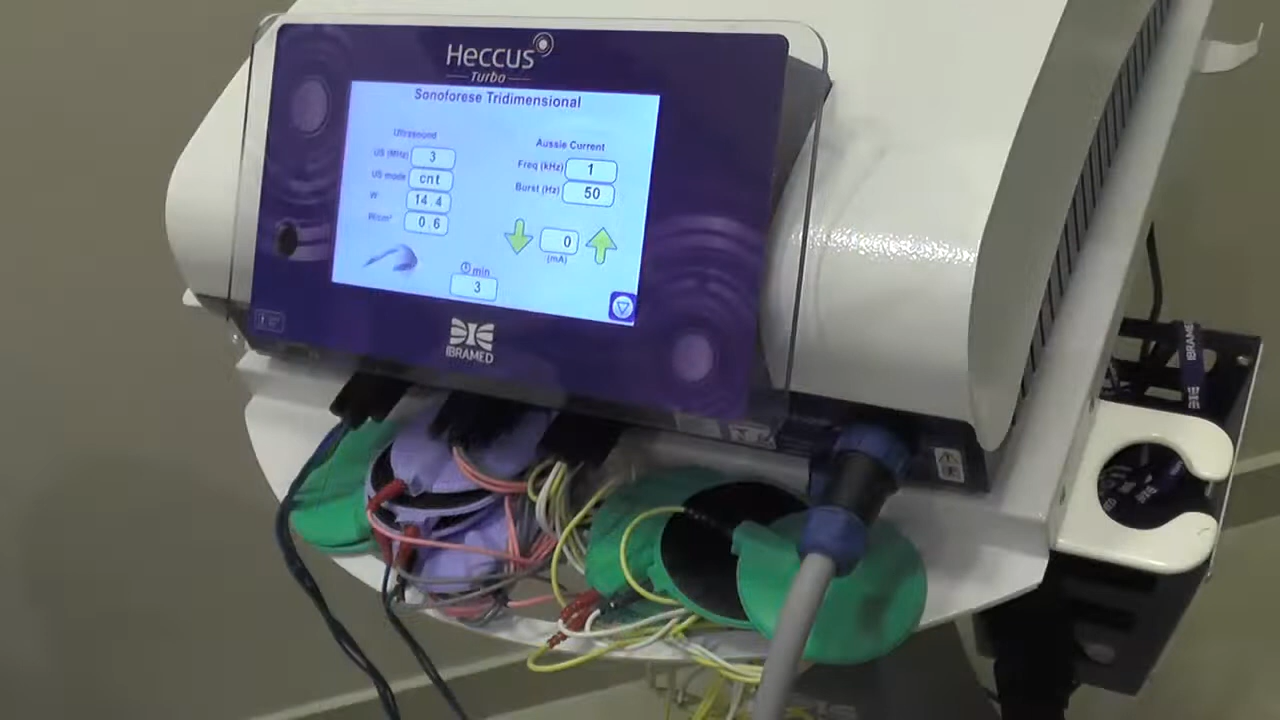 Heccus
Turbo
Sonoforese Tridimensional
Ultrasound
US (MHz) 3
US mode cnt
W 14.4
W/cm² 0.6
Aussie Current
Freq (kHz) 1
Burst (Hz) 50
0
(mA)
min
3
IBRAMED
IBRAMED